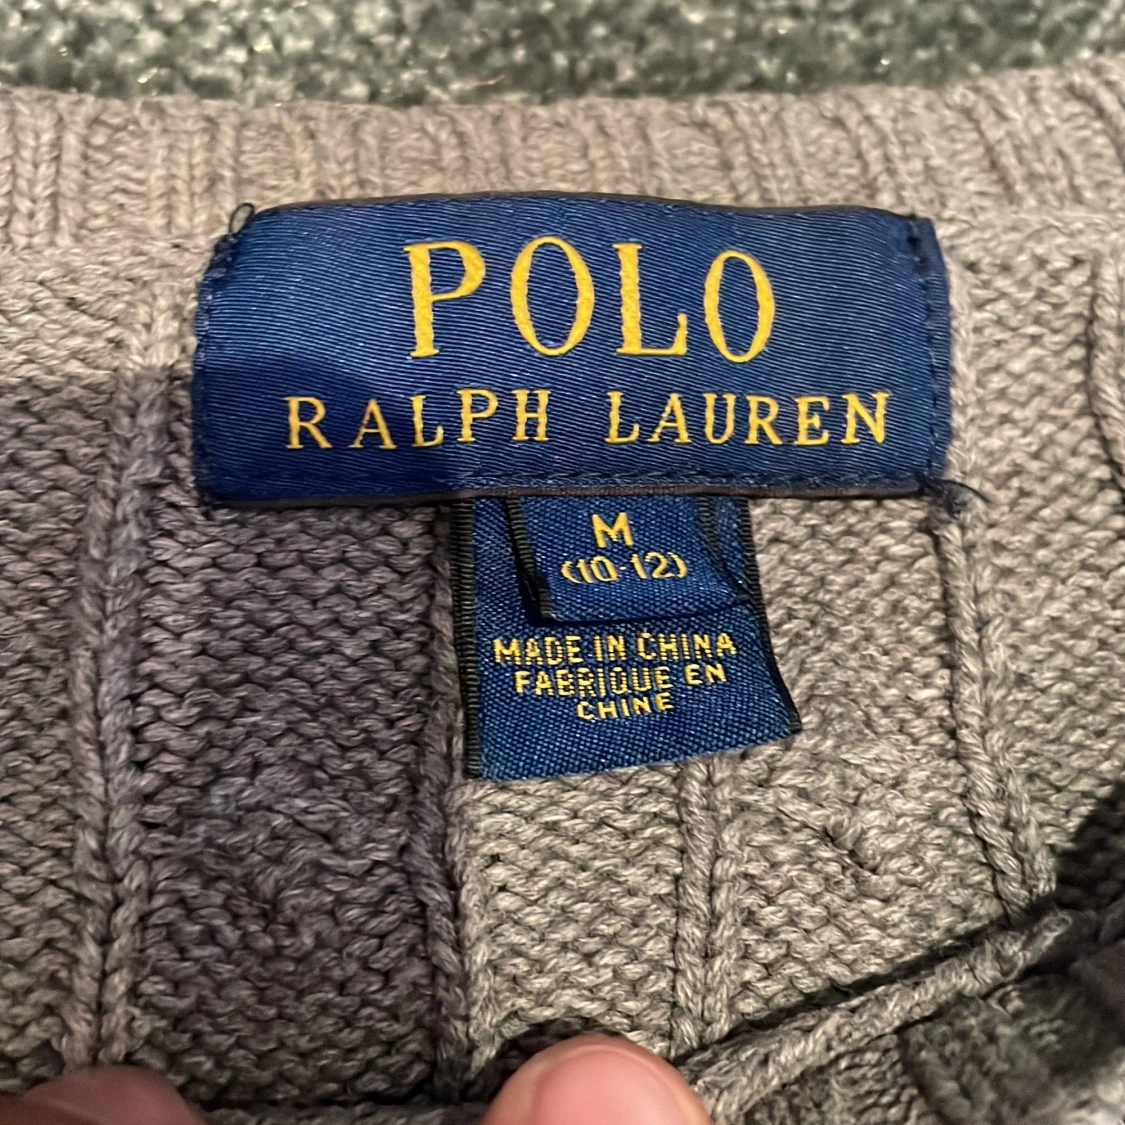 POLO
RALPH LAUREN
M
(10-12)
MADE IN CHINA
FABRIQUE EN
CHINE